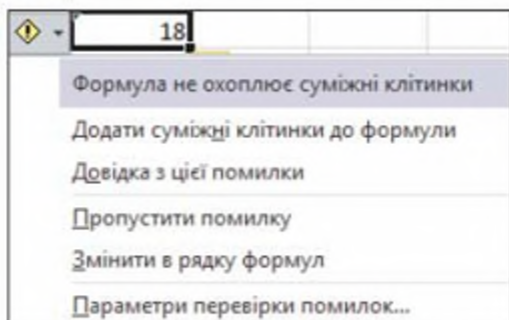 18
Формула не охоплює суміжні клітинки
Додати суміжні клітинки до формули
Довідка з цієї помилки
Пропустити помилку
Змінити в рядку формул
Параметри перевірки помилок...